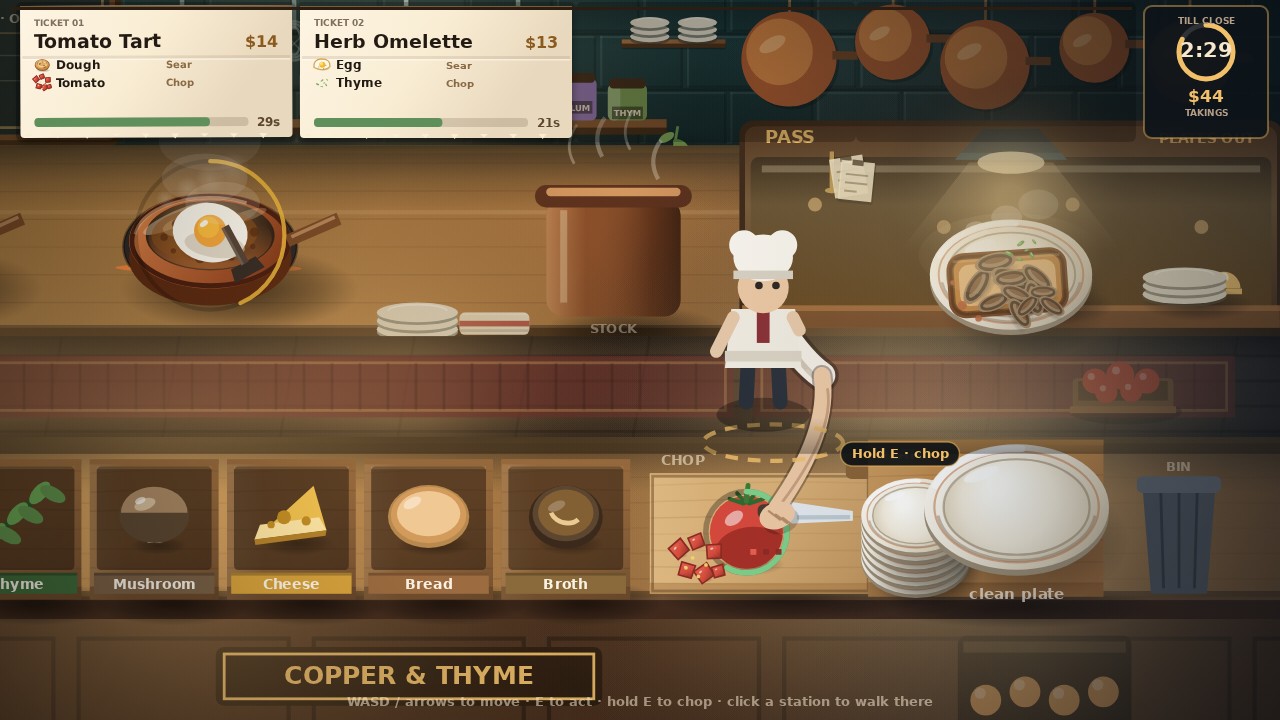 TICKET 01
Tomato Tart $14
Dough Sear
Tomato Chop
29s
TICKET 02
Herb Omelette $13
Egg Sear
Thyme Chop
21s
TILL CLOSE
2:29
$44
TAKINGS
THYM
PASS
PLATES OUT
STOCK
CHOP
Hold E · chop
BIN
hyme
Mushroom
Cheese
Bread
Broth
clean plate
COPPER & THYME
WASD / arrows to move · E to act · hold E to chop · click a station to walk there